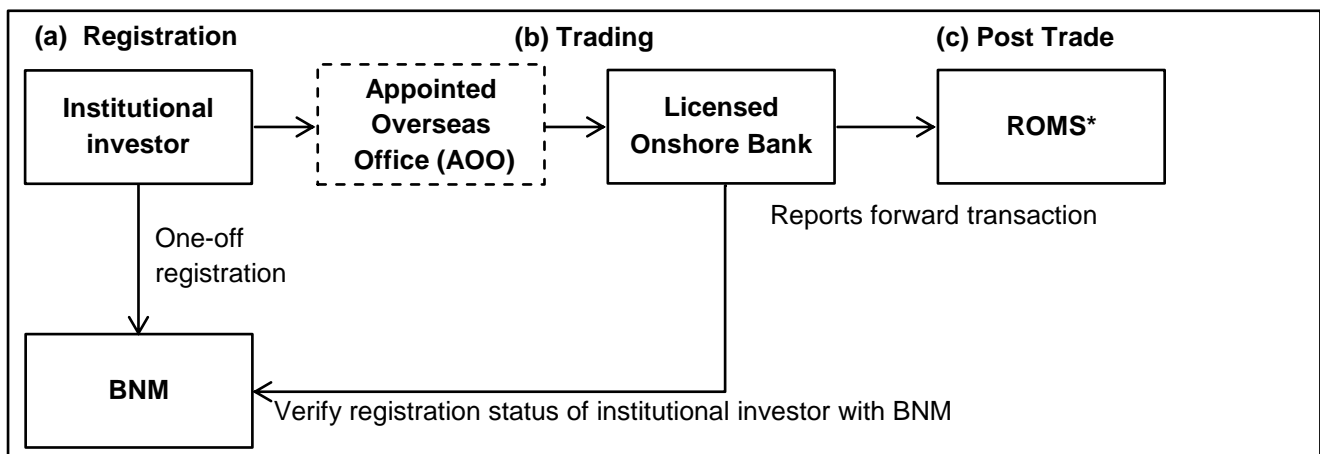 (a) Registration
(b) Trading
(c) Post Trade
Institutional
investor
Appointed
Overseas
Office (AOO)
Licensed
Onshore Bank
ROMS*
Reports forward transaction
One-off
registration
BNM
Verify registration status of institutional investor with BNM